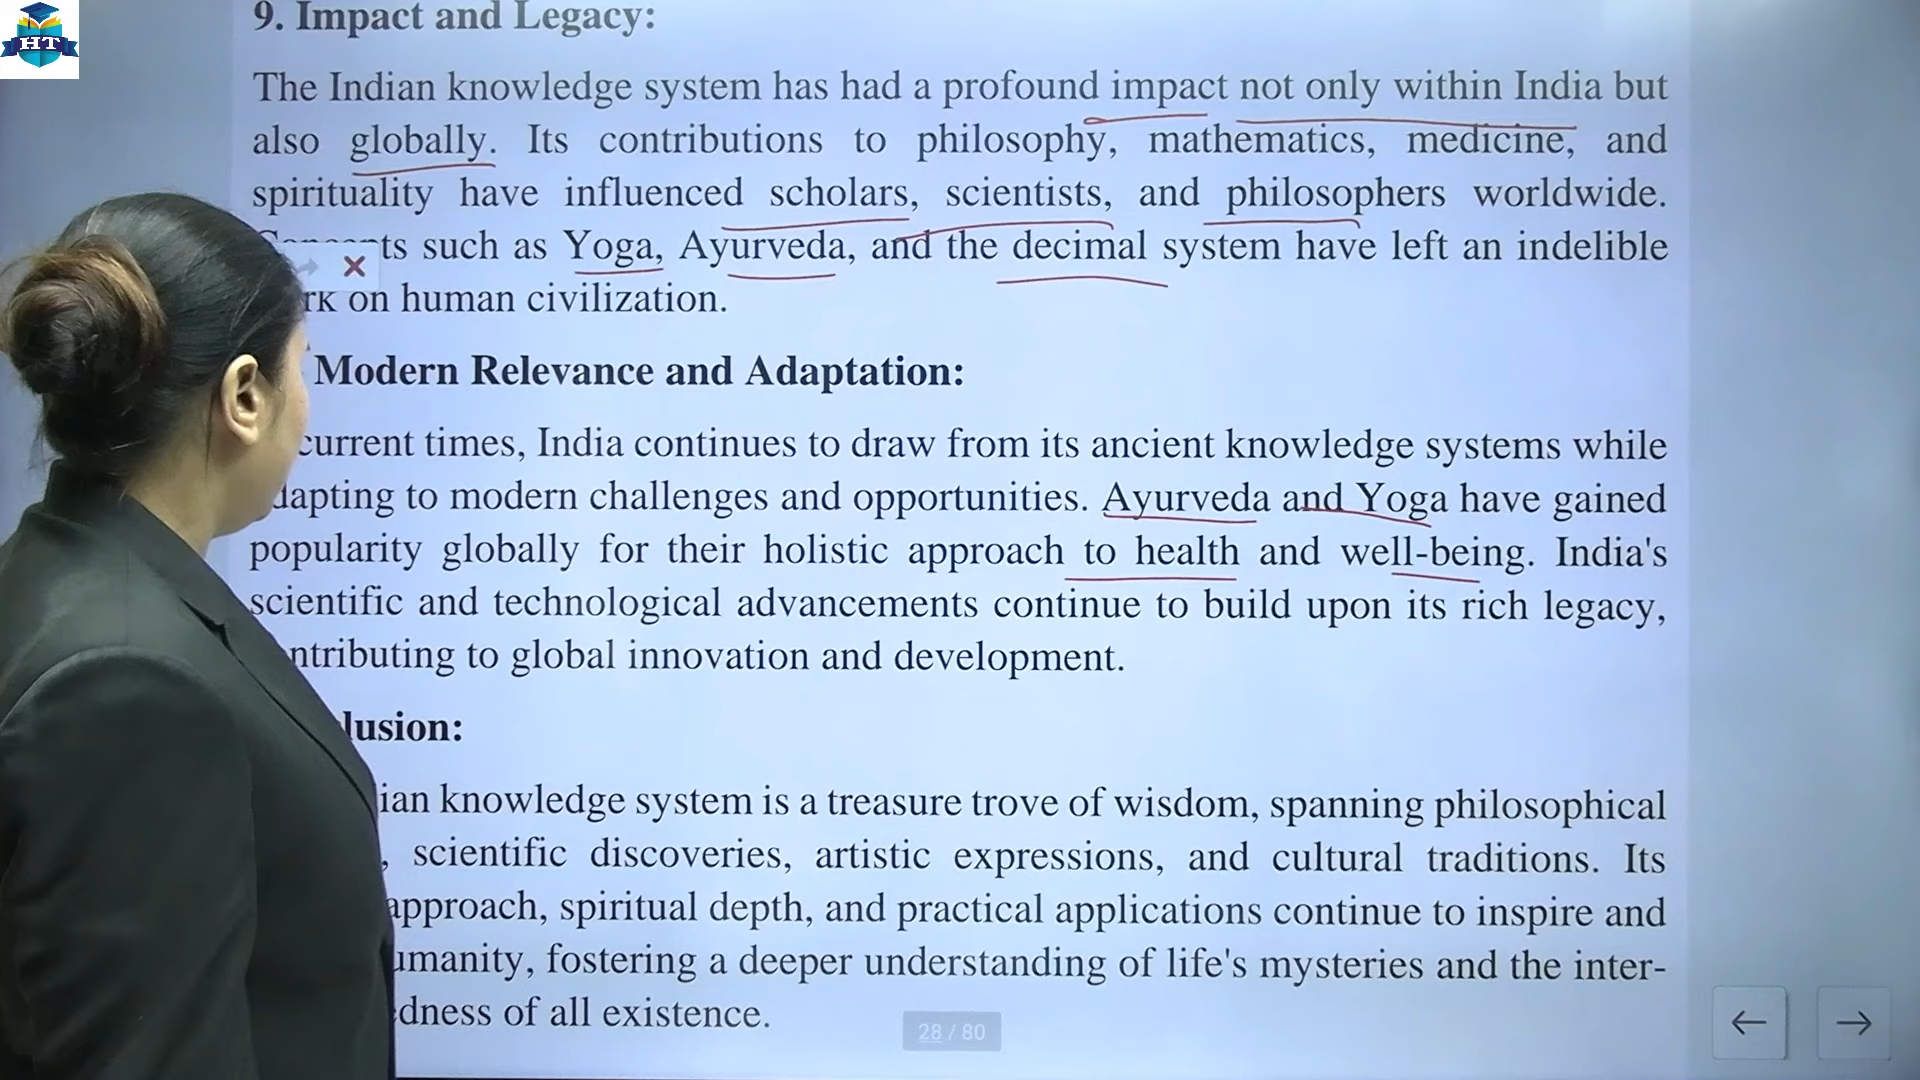 HT
9. Impact and Legacy:
The Indian knowledge system has had a profound impact not only within India but
also globally. Its contributions to philosophy, mathematics, medicine, and
spirituality have influenced scholars, scientists, and philosophers worldwide.
such as Yoga, Ayurveda, and the decimal system have left an indelible
on human civilization.
Modern Relevance and Adaptation:
current times, India continues to draw from its ancient knowledge systems while
to modern challenges and opportunities. Ayurveda and Yoga have gained
popularity globally for their holistic approach to health and well-being. India's
scientific and technological advancements continue to build upon its rich legacy,
to global innovation and development.
knowledge system is a treasure trove of wisdom, spanning philosophical
, scientific discoveries, artistic expressions, and cultural traditions. Its
approach, spiritual depth, and practical applications continue to inspire and
fostering a deeper understanding of life's mysteries and the inter-
of all existence.
28 / 80